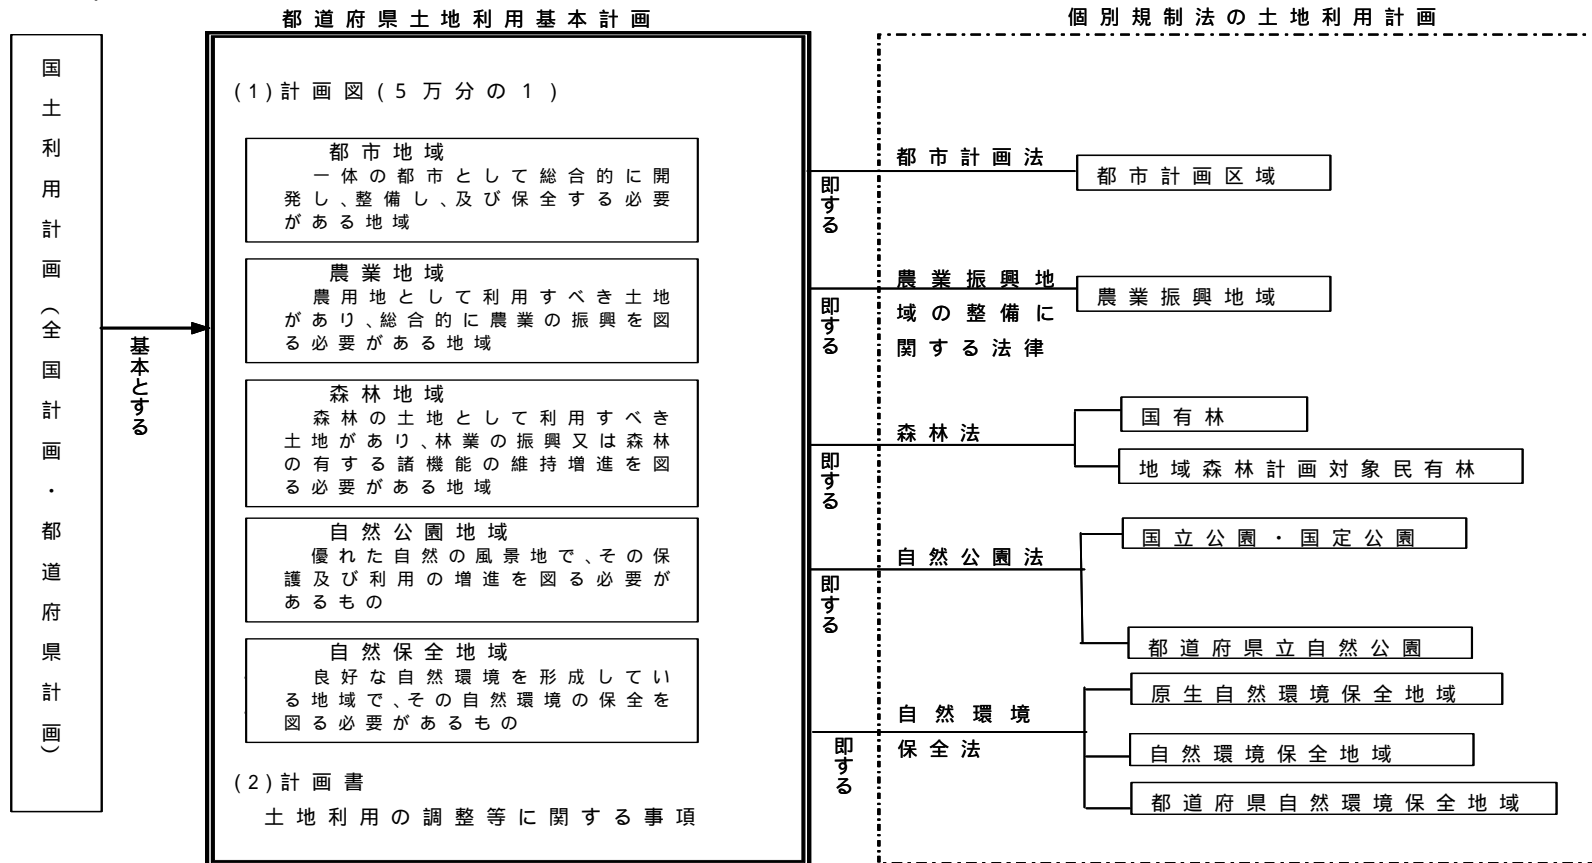 都道府県土地利用基本計画
個別規制法の土地利用計画
国土利用計画(全国計画・都道府県計画)
基本とする
(1)計画図(5万分の1)
都市地域
一体の都市として総合的に開
発し、整備し、及び保全する必要
がある地域
農業地域
農用地として利用すべき土地
があり、総合的に農業の振興を図
る必要がある地域
森林地域
森林の土地として利用すべき
土地があり、林業の振興又は森林
の有する諸機能の維持増進を図
る必要がある地域
自然公園地域
優れた自然の風景地で、その保
護及び利用の増進を図る必要が
あるもの
自然保全地域
良好な自然環境を形成してい
る地域で、その自然環境の保全を
図る必要があるもの
(2)計画書
土地利用の調整等に関する事項
即する
都市計画法
都市計画区域
即する
農業振興地
域の整備に
関する法律
農業振興地域
即する
森林法
国有林
地域森林計画対象民有林
即する
自然公園法
国立公園・国定公園
都道府県立自然公園
即する
自然環境
保全法
原生自然環境保全地域
自然環境保全地域
都道府県自然環境保全地域